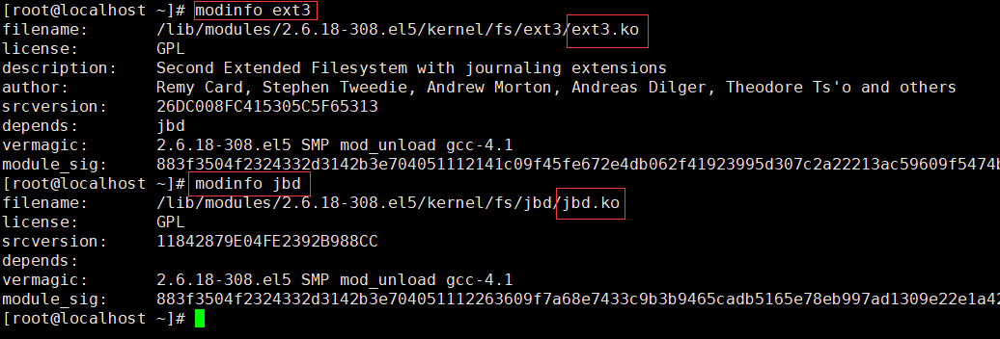 [root@localhost ~]# modinfo ext3
filename:       /lib/modules/2.6.18-308.el5/kernel/fs/ext3/ext3.ko
license:        GPL
description:    Second Extended Filesystem with journaling extensions
author:         Remy Card, Stephen Tweedie, Andrew Morton, Andreas Dilger, Theodore Ts'o and others
srcversion:     26DC008FC415305C5F65313
depends:        jbd
vermagic:       2.6.18-308.el5 SMP mod_unload gcc-4.1
module_sig:     883f3504f2324332d3142b3e704051112141c09f45fe672e4db062f41923995d307c2a22213ac59609f5474b
[root@localhost ~]# modinfo jbd
filename:       /lib/modules/2.6.18-308.el5/kernel/fs/jbd/jbd.ko
license:        GPL
srcversion:     11842879E04FE2392B988CC
depends:
vermagic:       2.6.18-308.el5 SMP mod_unload gcc-4.1
module_sig:     883f3504f2324332d3142b3e704051112263609f7a68e7433c9b3b9465cadb5165e78eb997ad1309e22e1a42
[root@localhost ~]#